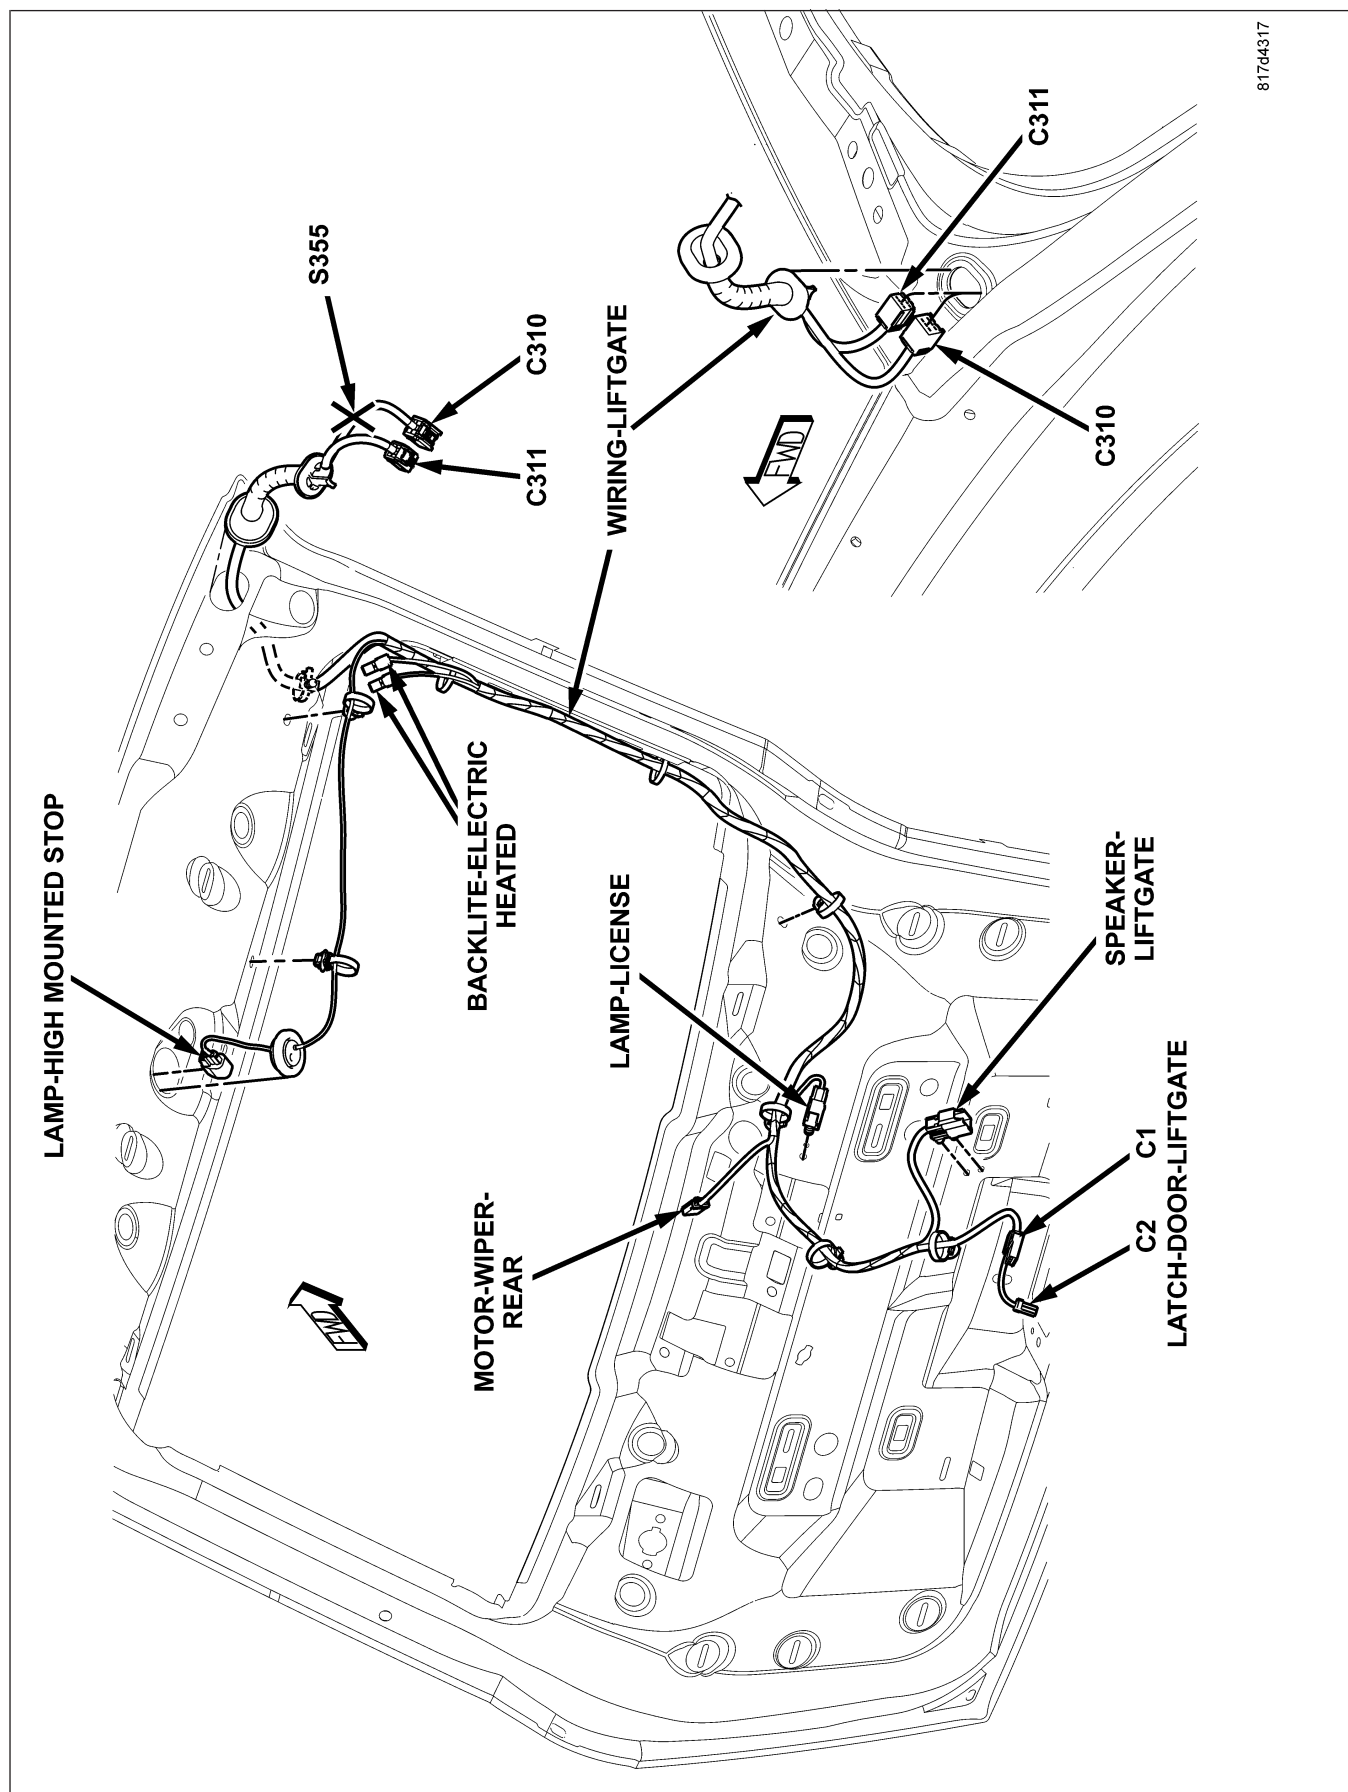 LAMP-HIGH MOUNTED STOP
S355
C310
C311
BACKLITE-ELECTRIC
HEATED
WIRING-LIFTGATE
FWD
MOTOR-WIPER-
REAR
LAMP-LICENSE
FWD
C311
C310
SPEAKER-
LIFTGATE
C2
C1
LATCH-DOOR-LIFTGATE
817d4317